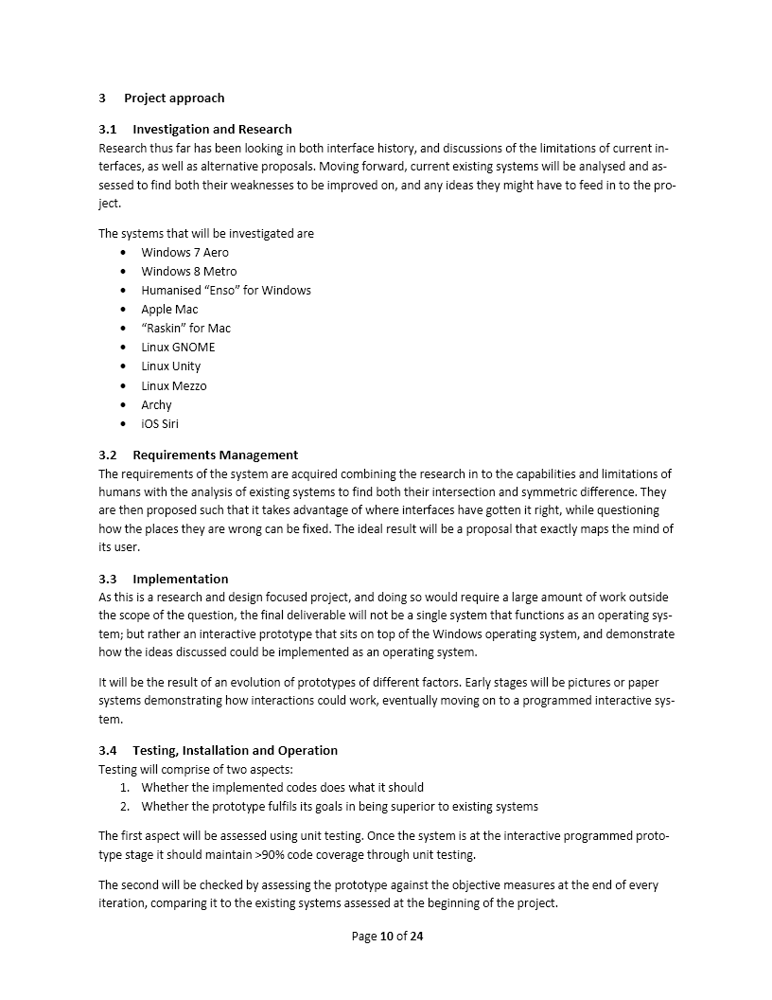 3 Project approach
3.1 Investigation and Research
Research thus far has been looking in both interface history, and discussions of the limitations of current in-
terfaces, as well as alternative proposals. Moving forward, current existing systems will be analysed and as-
sessed to find both their weaknesses to be improved on, and any ideas they might have to feed in to the pro-
ject.
The systems that will be investigated are
• Windows 7 Aero
• Windows 8 Metro
• Humanised “Enso” for Windows
• Apple Mac
• “Raskin” for Mac
• Linux GNOME
• Linux Unity
• Linux Mezzo
• Archy
• iOS Siri
3.2 Requirements Management
The requirements of the system are acquired combining the research in to the capabilities and limitations of
humans with the analysis of existing systems to find both their intersection and symmetric difference. They
are then proposed such that it takes advantage of where interfaces have gotten it right, while questioning
how the places they are wrong can be fixed. The ideal result will be a proposal that exactly maps the mind of
its user.
3.3 Implementation
As this is a research and design focused project, and doing so would require a large amount of work outside
the scope of the question, the final deliverable will not be a single system that functions as an operating sys-
tem; but rather an interactive prototype that sits on top of the Windows operating system, and demonstrate
how the ideas discussed could be implemented as an operating system.
It will be the result of an evolution of prototypes of different factors. Early stages will be pictures or paper
systems demonstrating how interactions could work, eventually moving on to a programmed interactive sys-
tem.
3.4 Testing, Installation and Operation
Testing will comprise of two aspects:
1. Whether the implemented codes does what it should
2. Whether the prototype fulfils its goals in being superior to existing systems
The first aspect will be assessed using unit testing. Once the system is at the interactive programmed proto-
type stage it should maintain >90% code coverage through unit testing.
The second will be checked by assessing the prototype against the objective measures at the end of every
iteration, comparing it to the existing systems assessed at the beginning of the project.
Page 10 of 24